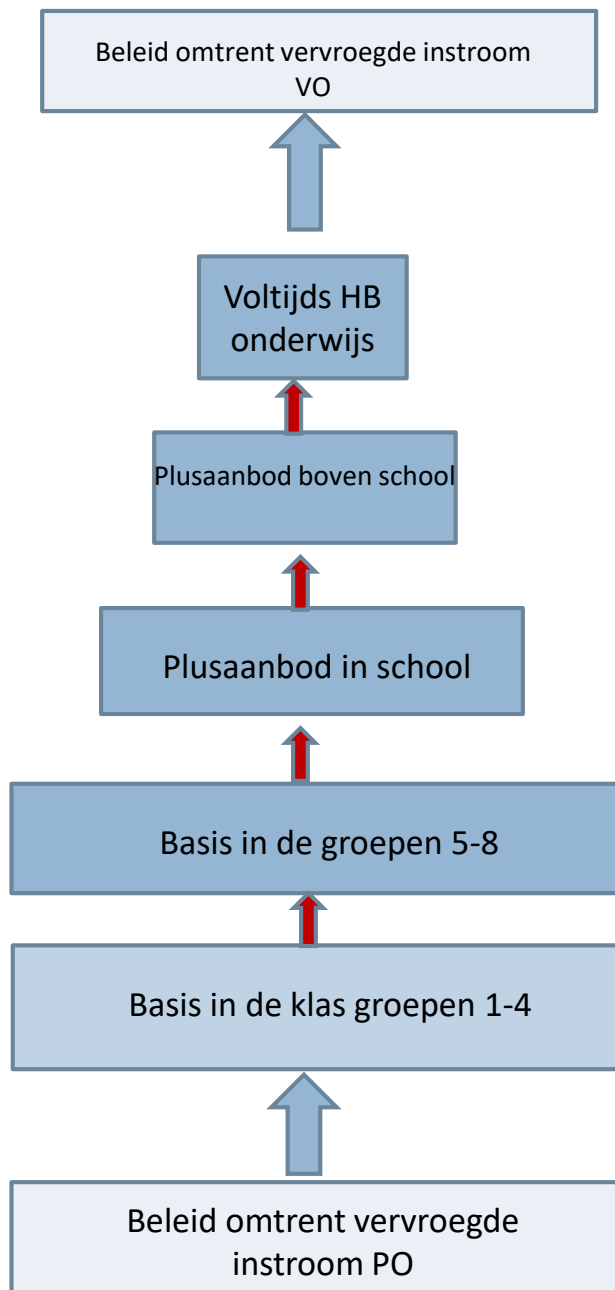 Beleid omtrent vervroegde instroom
VO
Voltijds HB
onderwijs
Plusaanbod boven school
Plusaanbod in school
Basis in de groepen 5-8
Basis in de klas groepen 1-4
Beleid omtrent vervroegde
instroom PO